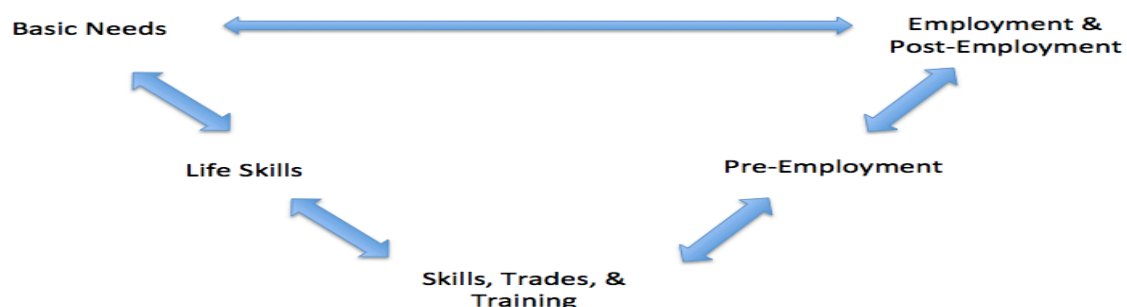 Basic Needs
Employment &
Post-Employment
Life Skills
Pre-Employment
Skills, Trades, &
Training